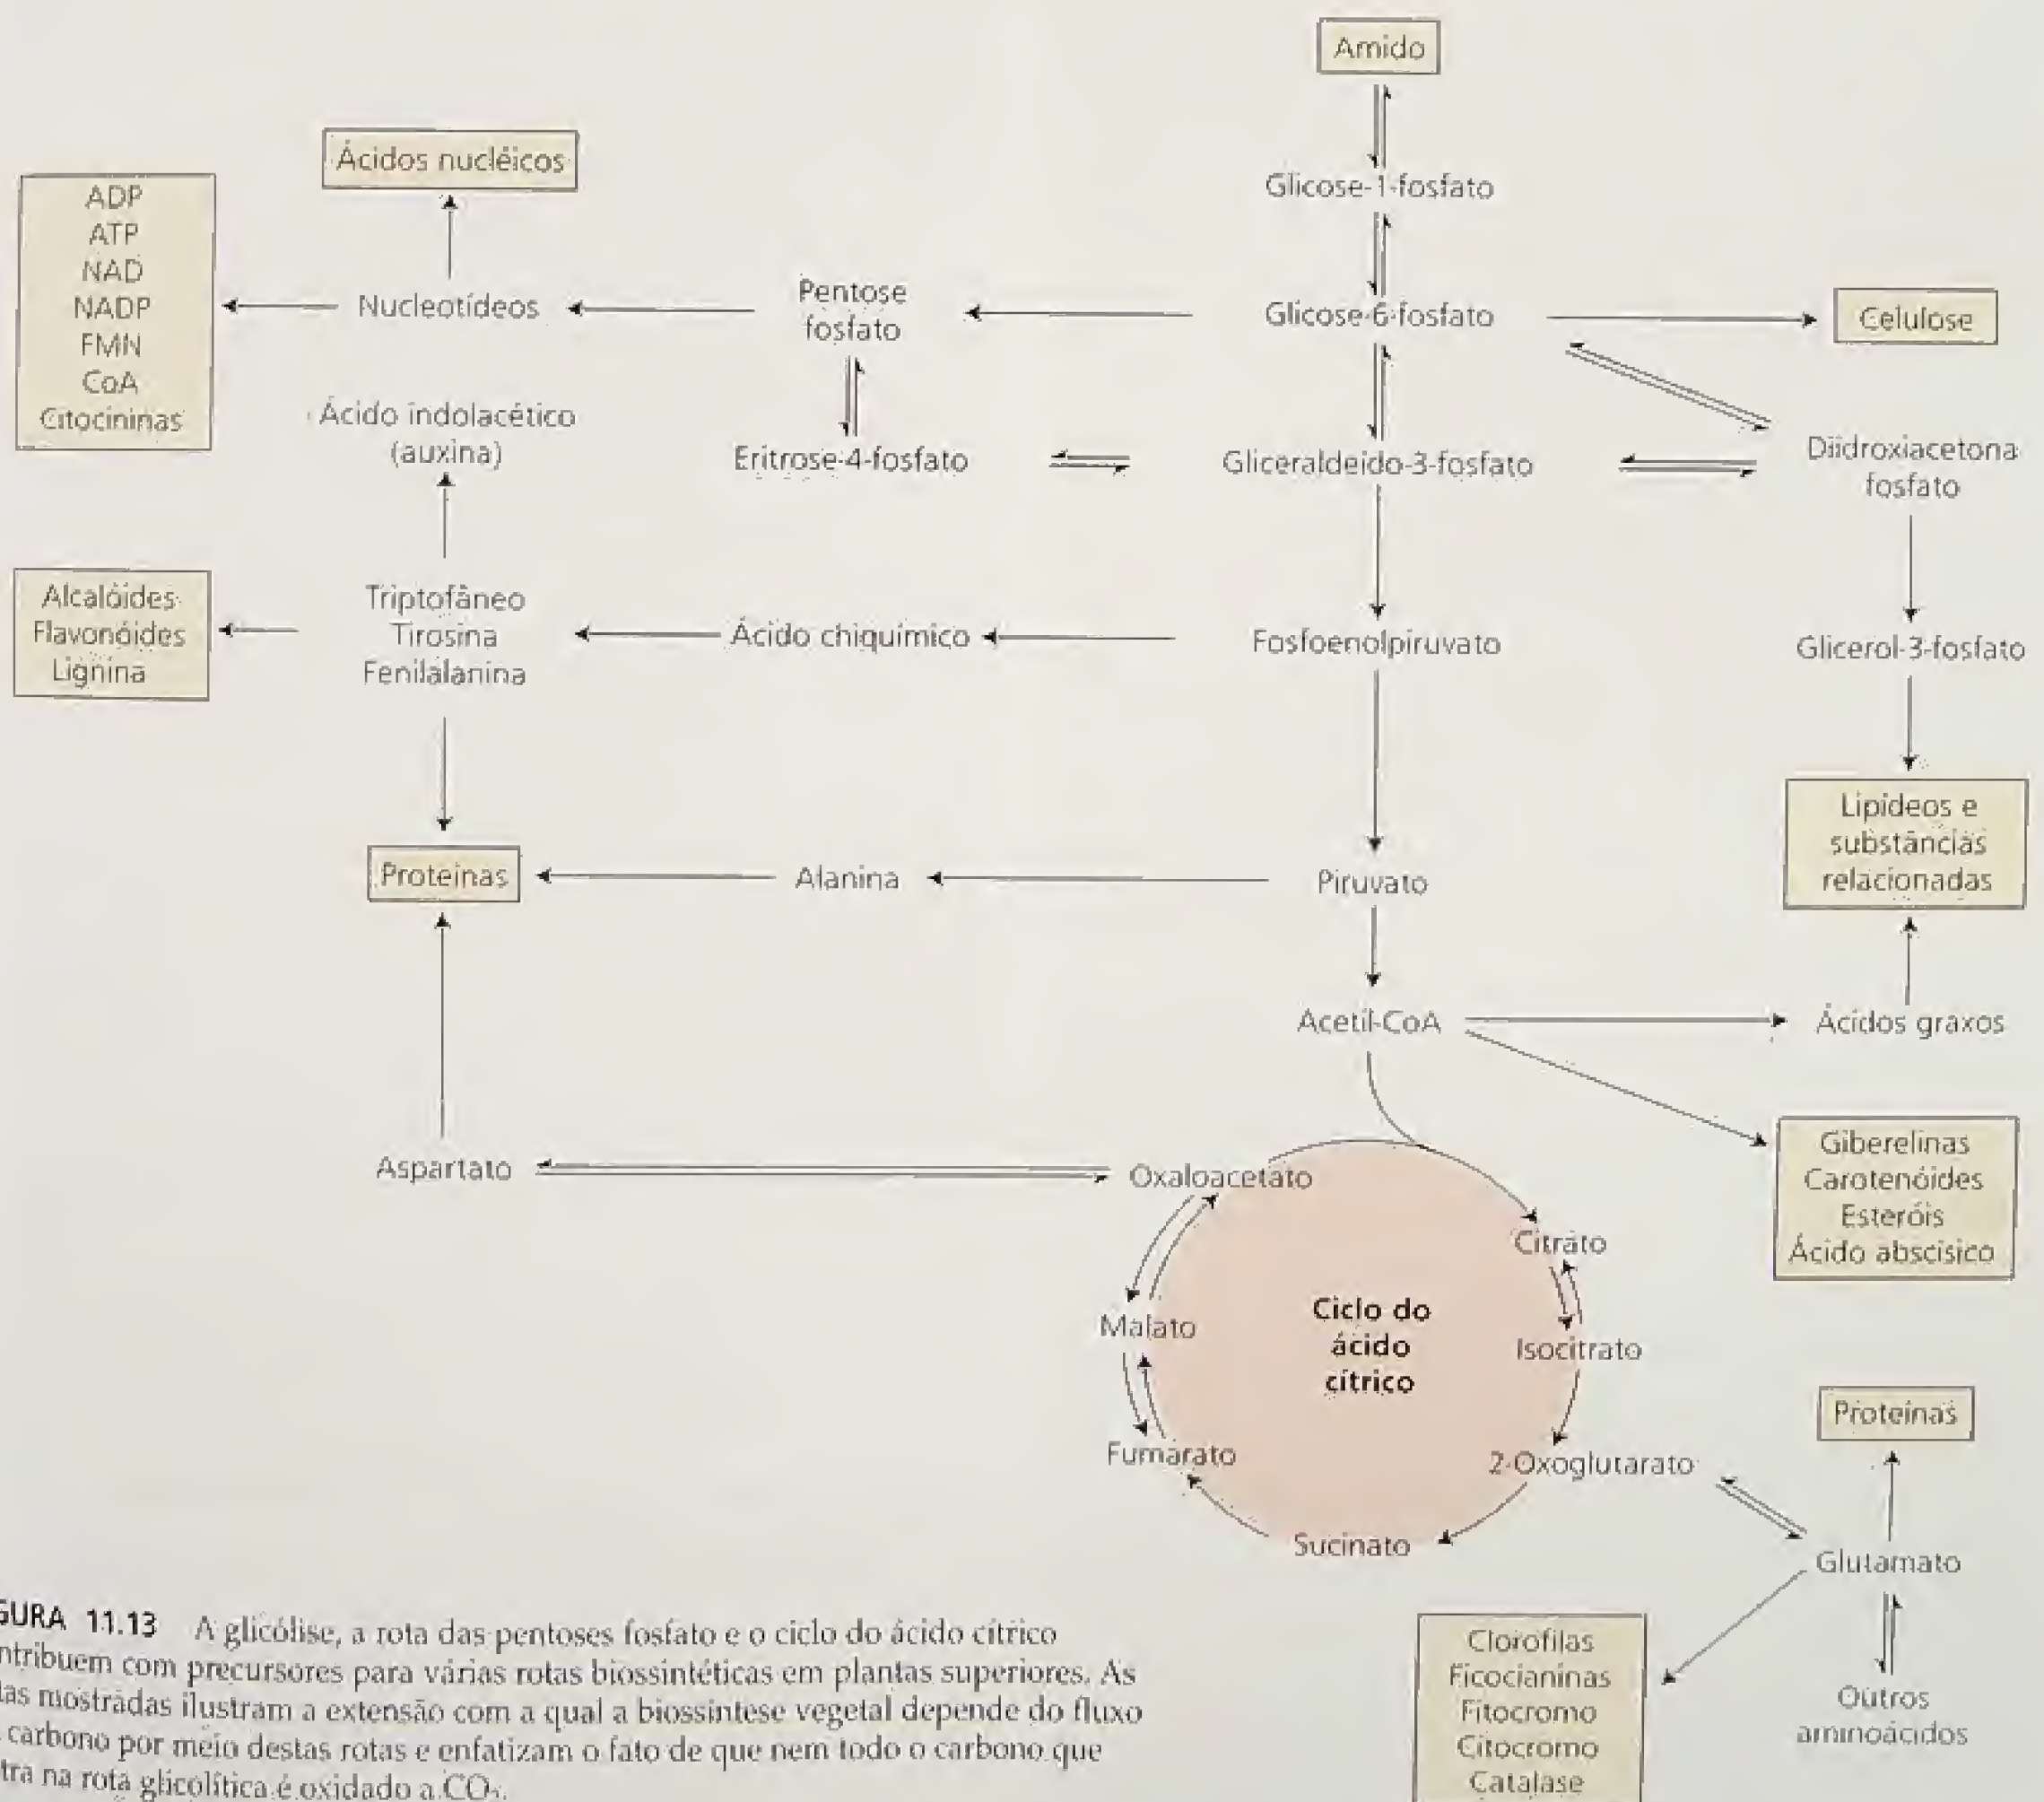 Amido
Ácidos nucléicos
ADP
ATP
NAD
NADP
FMN
CoA
Citocininas
Glicose-1-fosfato
Nucleotídeos
Pentose
fosfato
Glicose-6-fosfato
Celulose
Ácido indolacético
(auxina)
Eritrose-4-fosfato
Gliceraldeido-3-fosfato
Diidroxiacetona
fosfato
Alcalóides
Flavonóides
Lignina
Triptofâneo
Tirosina
Fenilalanina
Ácido chiquímico
Fosfoenolpiruvato
Glicerol-3-fosfato
Lipídeos e
substâncias
relacionadas
Proteínas
Alanina
Piruvato
Acetil-CoA
Ácidos graxos
Giberelinas
Carotenóides
Esteróis
Ácido abscísico
Aspartato
Oxaloacetato
Citrato
Malato
Ciclo do
ácido
cítrico
Isocitrato
Fumarato
2-Oxoglutarato
Sucinato
Proteínas
Glutamato
Outros
aminoácidos
Clorofilas
Ficocianinas
Fitocromo
Citocromo
Catalase
GURA 11.13 A glicólise, a rota das pentoses fosfato e o ciclo do ácido cítrico
ntribuem com precursores para várias rotas biossintéticas em plantas superiores. As
tas mostradas ilustram a extensão com a qual a biossíntese vegetal depende do fluxo
carbono por meio destas rotas e enfatizam o fato de que nem todo o carbono que
tra na rota glicolítica é oxidado a CO₂.